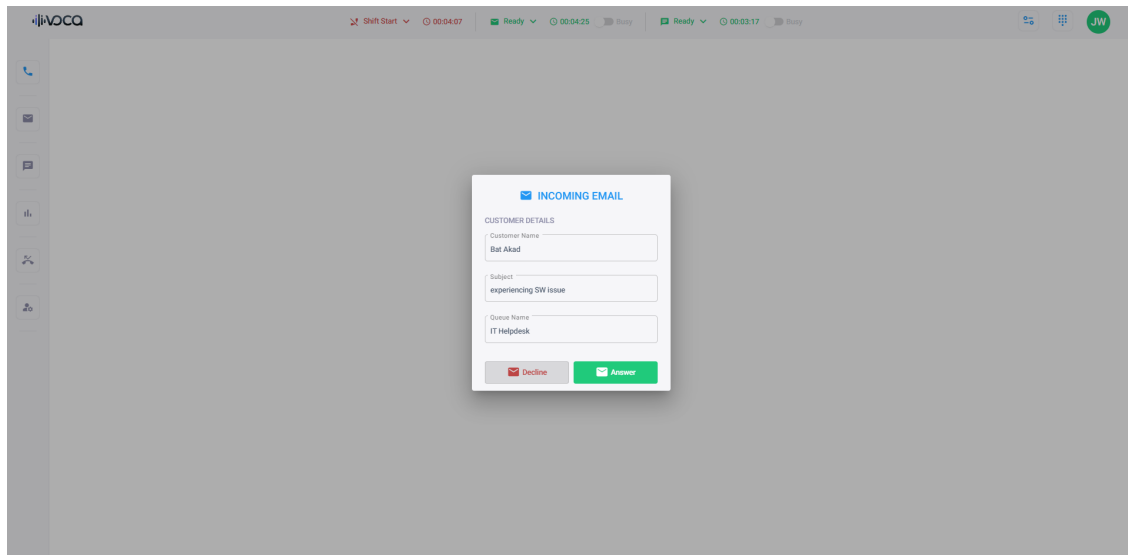 VOCA
Shift Start 00:04:07 Ready 00:04:25 Busy Ready 00:03:17 Busy
JW
INCOMING EMAIL
CUSTOMER DETAILS
Customer Name
Bat Akad
Subject
experiencing SW issue
Queue Name
IT Helpdesk
Decline Answer